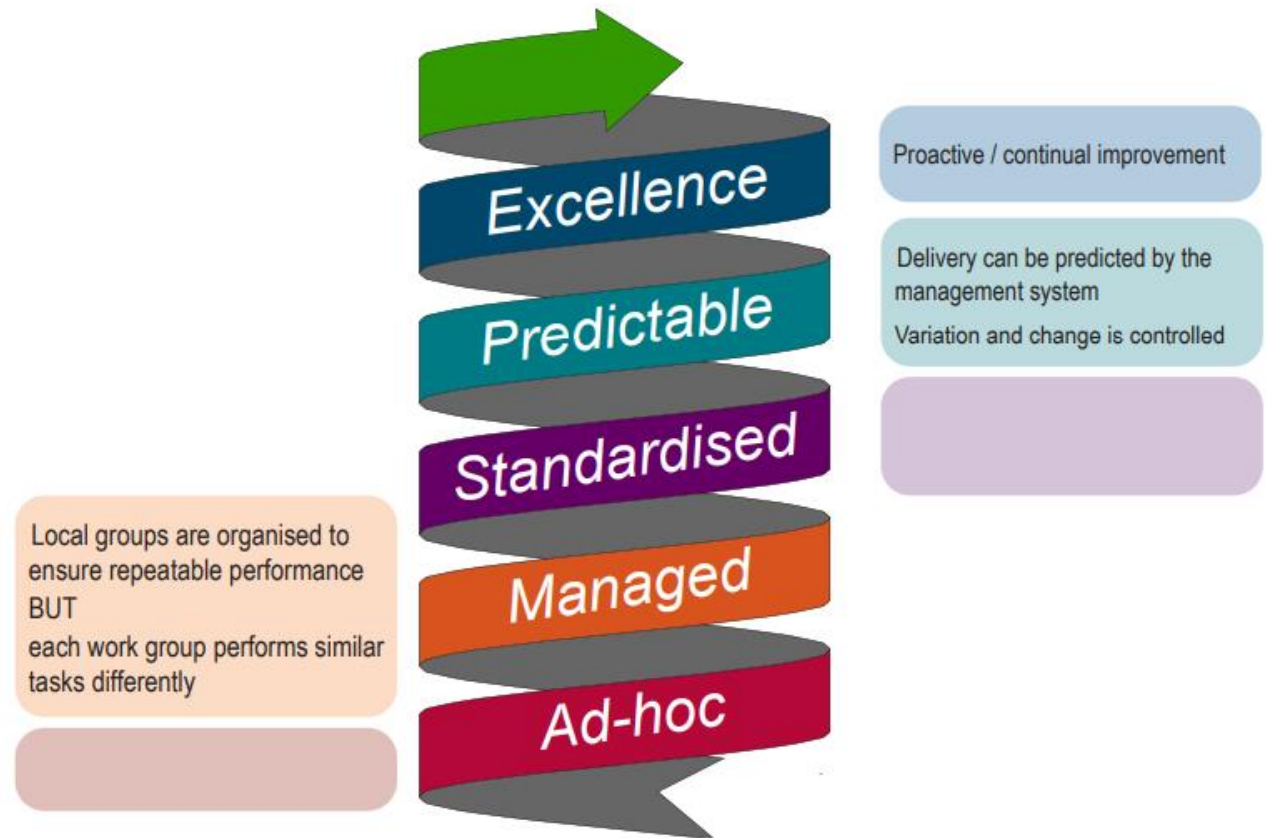 Excellence
Proactive / continual improvement
Predictable
Delivery can be predicted by the
management system
Variation and change is controlled
Standardised
Managed
Local groups are organised to
ensure repeatable performance
BUT
each work group performs similar
tasks differently
Ad-hoc